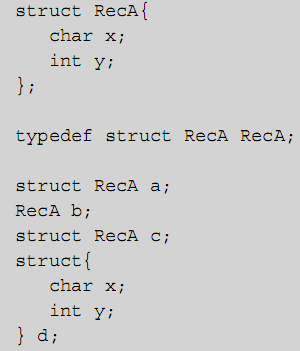 struct RecA{
   char x;
   int y;
};

typedef struct RecA RecA;

struct RecA a;
RecA b;
struct RecA c;
struct{
   char x;
   int y;
} d;